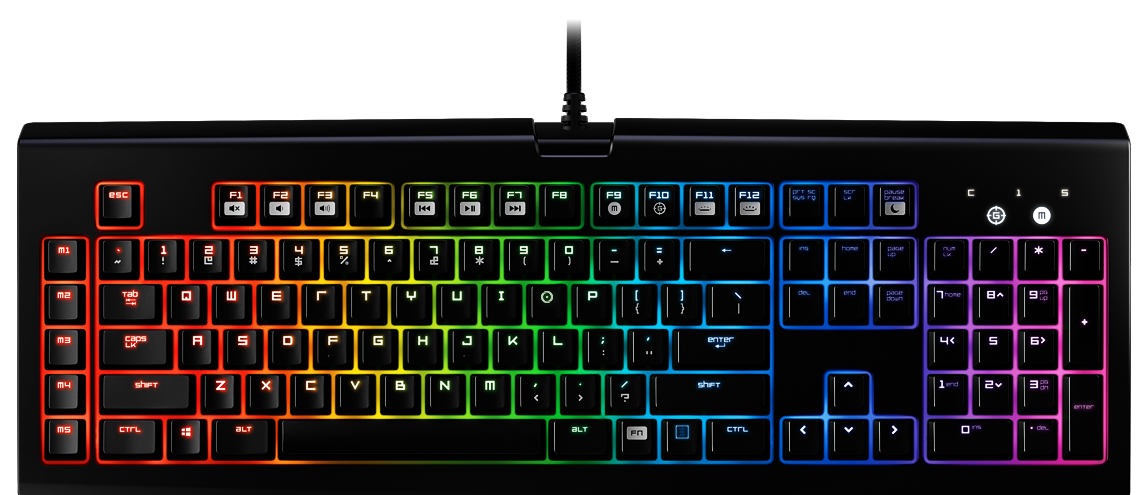 esc F1 F2 F3 F4 F5 F6 F7 F8 F9 F10 F11 F12 prt sc scr pause
M sys rq lk break
C 1 S
G M
M1 1 2 3 4 5 6 7 8 9 0 - = ← ins home page up num lk / * -
~ ! @ # $ % ^ & * ( ) _ +
M2 Tab Q W E R T Y U I O P [ ] \ del end page down 7 home 8^ 9 pg up +
{ } |
M3 caps lk A S D F G H J K L ; ' enter 4< 5 6>
: "
M4 shift Z X C V B N M , . / shift ^ 1 end 2˅ 3 pg dn enter
< > ?
M5 CTRL ALT ALT FN CTRL < ˅ > 0 ins . del